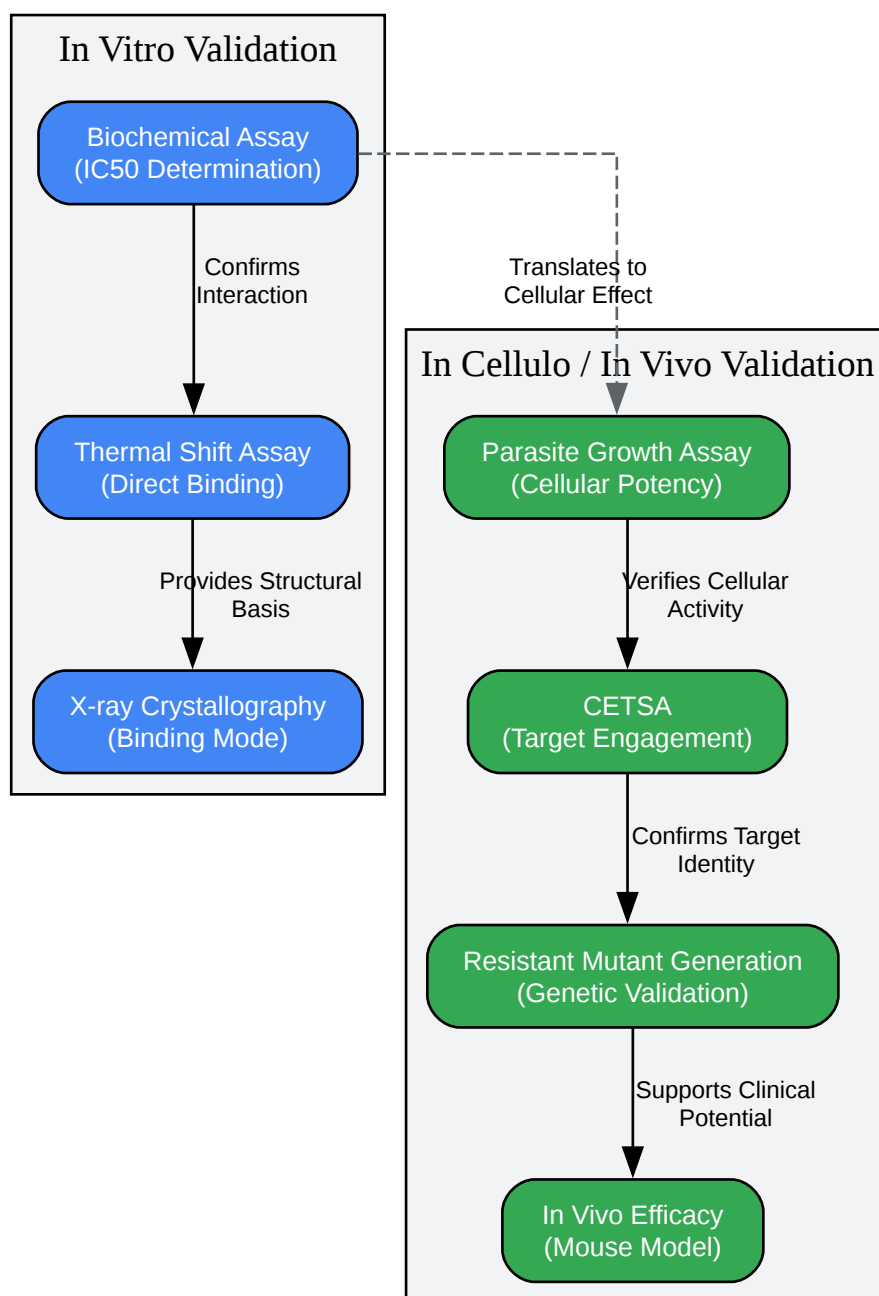 In Vitro Validation
Biochemical Assay
(IC50 Determination)
Confirms
Interaction
Thermal Shift Assay
(Direct Binding)
Provides Structural
Basis
X-ray Crystallography
(Binding Mode)
Translates to
Cellular Effect
In Cellulo / In Vivo Validation
Parasite Growth Assay
(Cellular Potency)
Verifies Cellular
Activity
CETSA
(Target Engagement)
Confirms Target
Identity
Resistant Mutant Generation
(Genetic Validation)
Supports Clinical
Potential
In Vivo Efficacy
(Mouse Model)